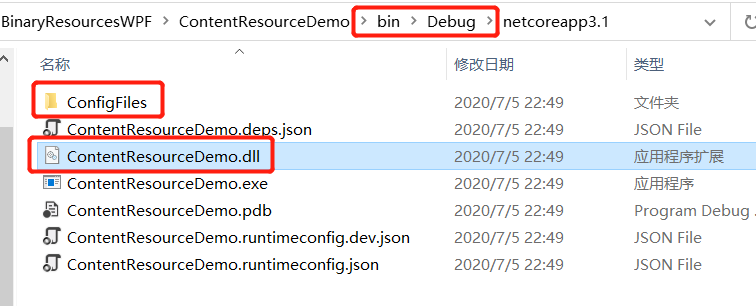 BinaryResourcesWPF > ContentResourceDemo > bin > Debug > netcoreapp3.1
名称 修改日期 类型
ConfigFiles 2020/7/5 22:49 文件夹
ContentResourceDemo.deps.json 2020/7/5 22:49 JSON File
ContentResourceDemo.dll 2020/7/5 22:49 应用程序扩展
ContentResourceDemo.exe 2020/7/5 22:49 应用程序
ContentResourceDemo.pdb 2020/7/5 22:49 Program Debug ...
ContentResourceDemo.runtimeconfig.dev.json 2020/7/5 22:49 JSON File
ContentResourceDemo.runtimeconfig.json 2020/7/5 22:49 JSON File